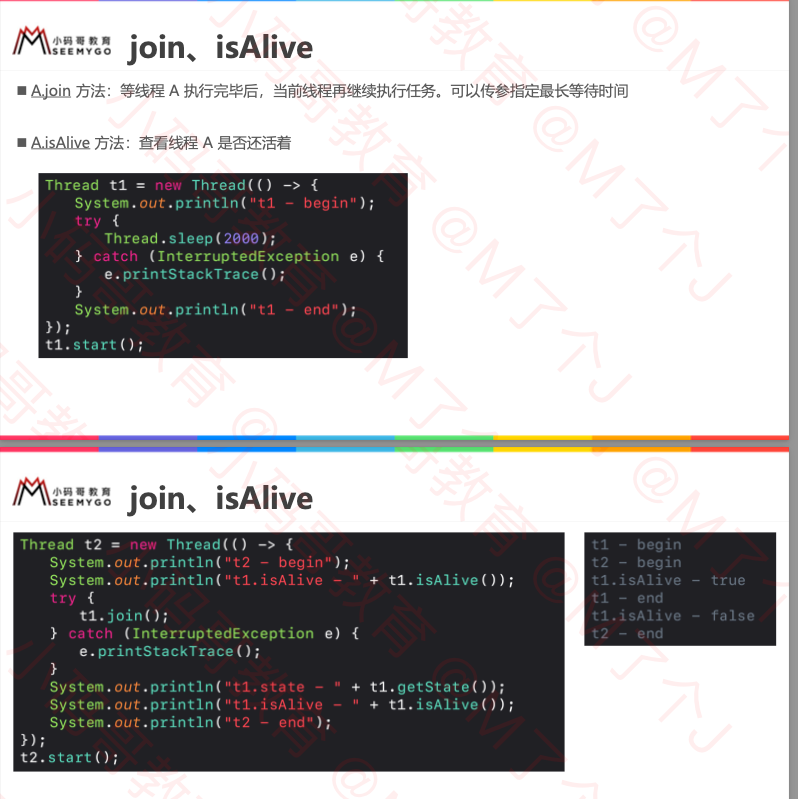 小码哥教育
SEEMYGO
join、isAlive
■ A.join 方法：等线程 A 执行完毕后，当前线程再继续执行任务。可以传参指定最长等待时间
■ A.isAlive 方法：查看线程 A 是否还活着
Thread t1 = new Thread(() -> {
System.out.println("t1 - begin");
try {
Thread.sleep(2000);
} catch (InterruptedException e) {
e.printStackTrace();
}
System.out.println("t1 - end");
});
t1.start();
小码哥教育
SEEMYGO
join、isAlive
Thread t2 = new Thread(() -> {
System.out.println("t2 - begin");
System.out.println("t1.isAlive - " + t1.isAlive());
try {
t1.join();
} catch (InterruptedException e) {
e.printStackTrace();
}
System.out.println("t1.state - " + t1.getState());
System.out.println("t1.isAlive - " + t1.isAlive());
System.out.println("t2 - end");
});
t2.start();
t1 - begin
t2 - begin
t1.isAlive - true
t1 - end
t1.isAlive - false
t2 - end
小码哥教育 @M了个J